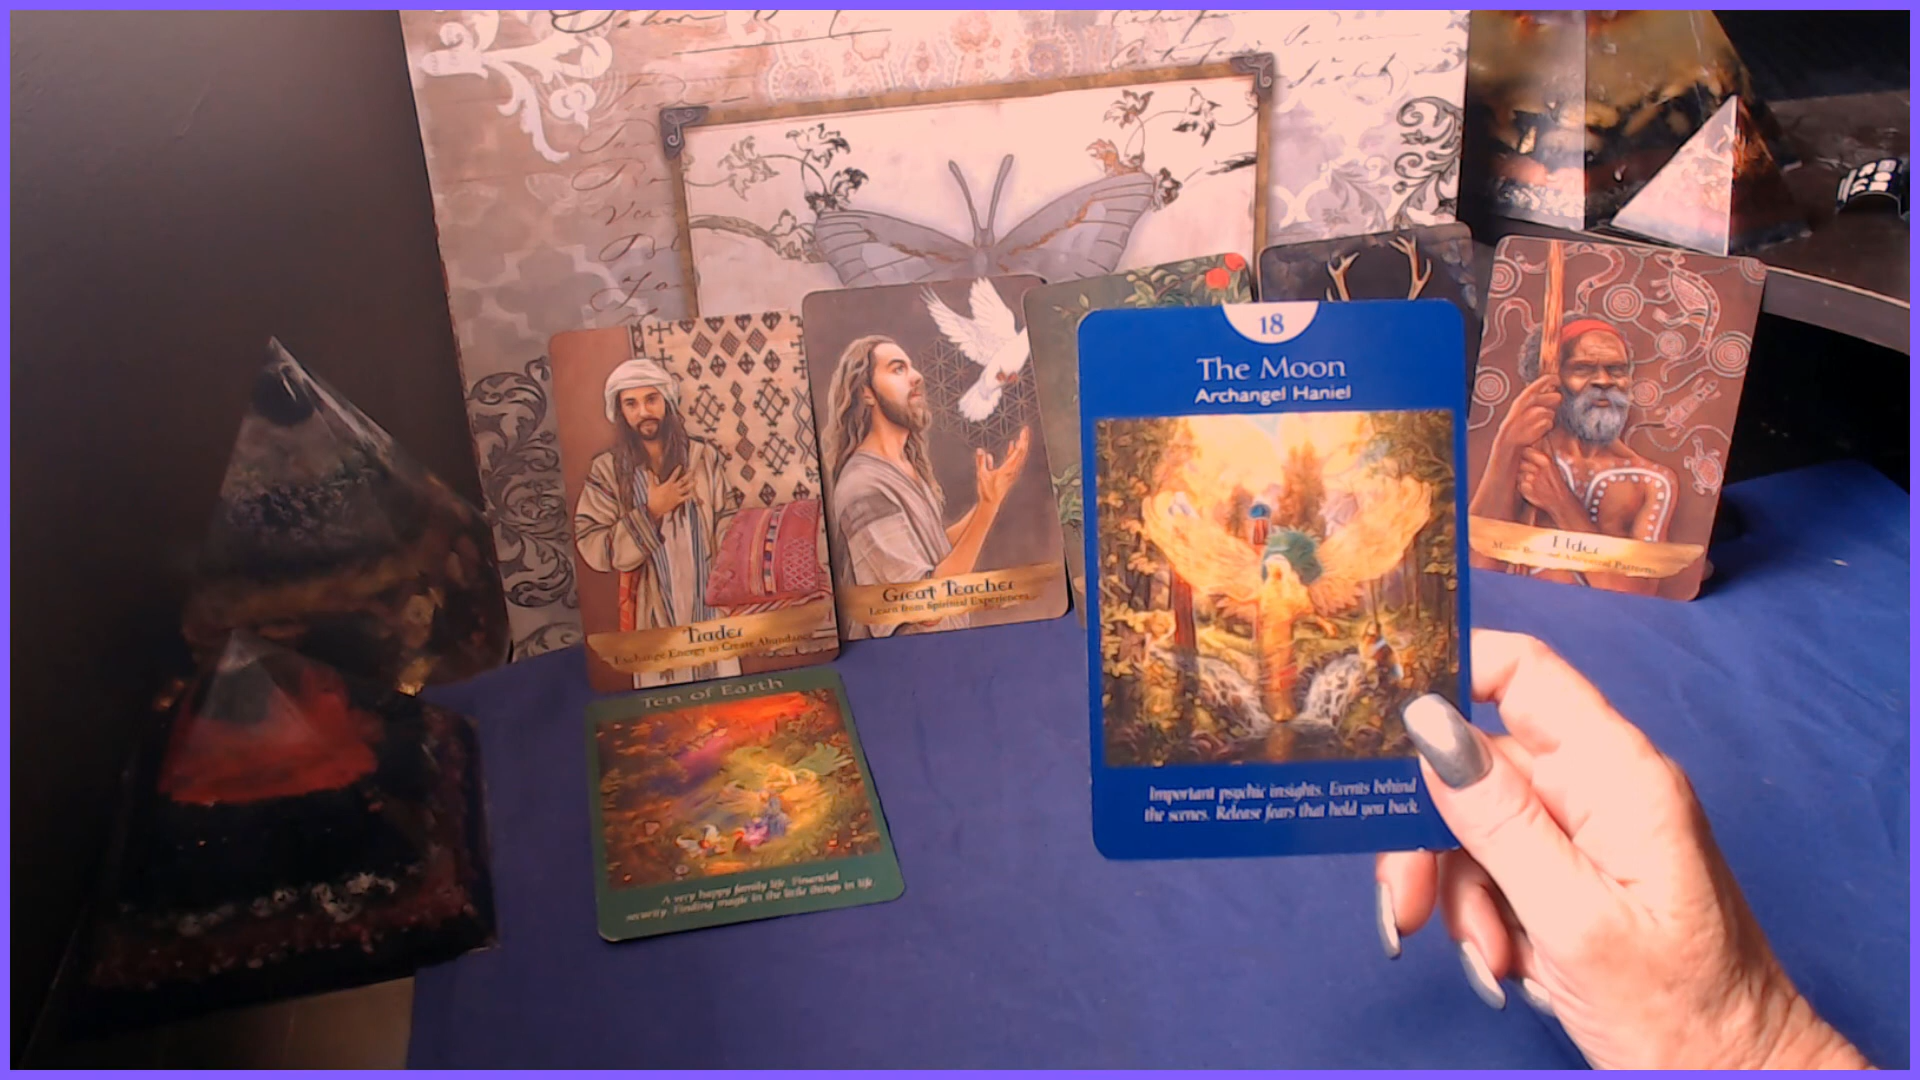 18
The Moon
Archangel Haniel
Important psychic insights. Events behind
the scenes. Release fears that hold you back.
Trader
Exchange Energy to Create Abundance
Great Teacher
Learn from Spiritual Experiences
Elder
Ten of Earth
A very happy family life. Financial
security. Finding magic in the little things in life.